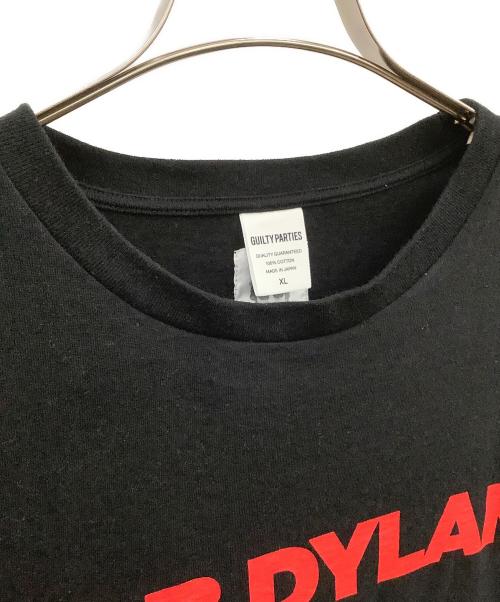 GUILTY PARTIES
QUALITY GUARANTEED
100% COTTON
MADE IN JAPAN
XL
B DYLAN